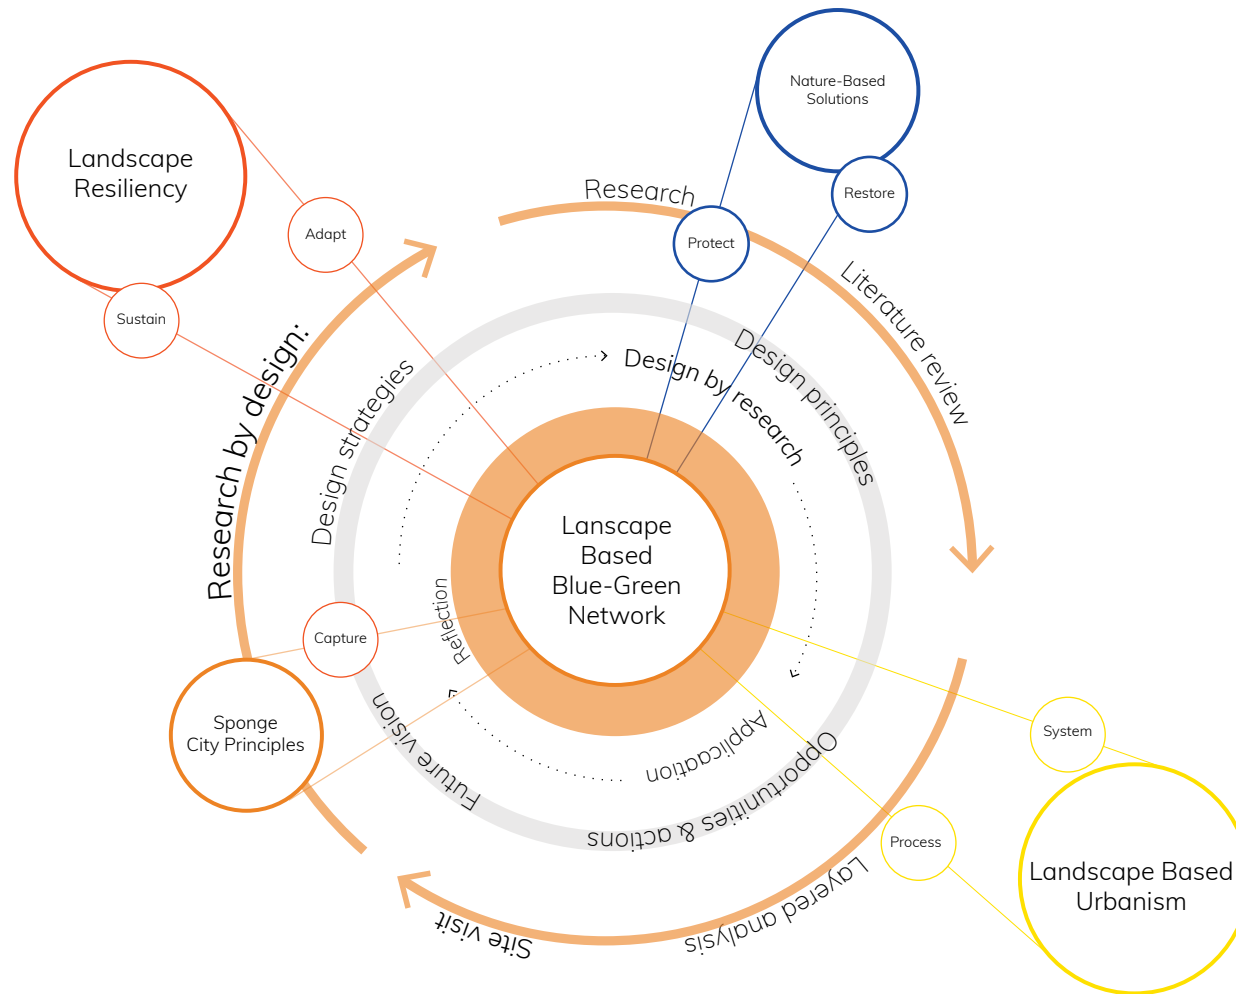 Nature-Based
Solutions
Landscape
Resiliency
Research
Restore
Adapt
Protect
Sustain
Literature review
Research by design:
Design strategies
Design by research
Design principles
Lanscape
Based
Blue-Green
Network
Reflection
Capture
Sponge
City Principles
Future vision
Applicaation
Opportunities & actions
System
Process
Landscape Based
Urbanism
Layered analysis
Site visit